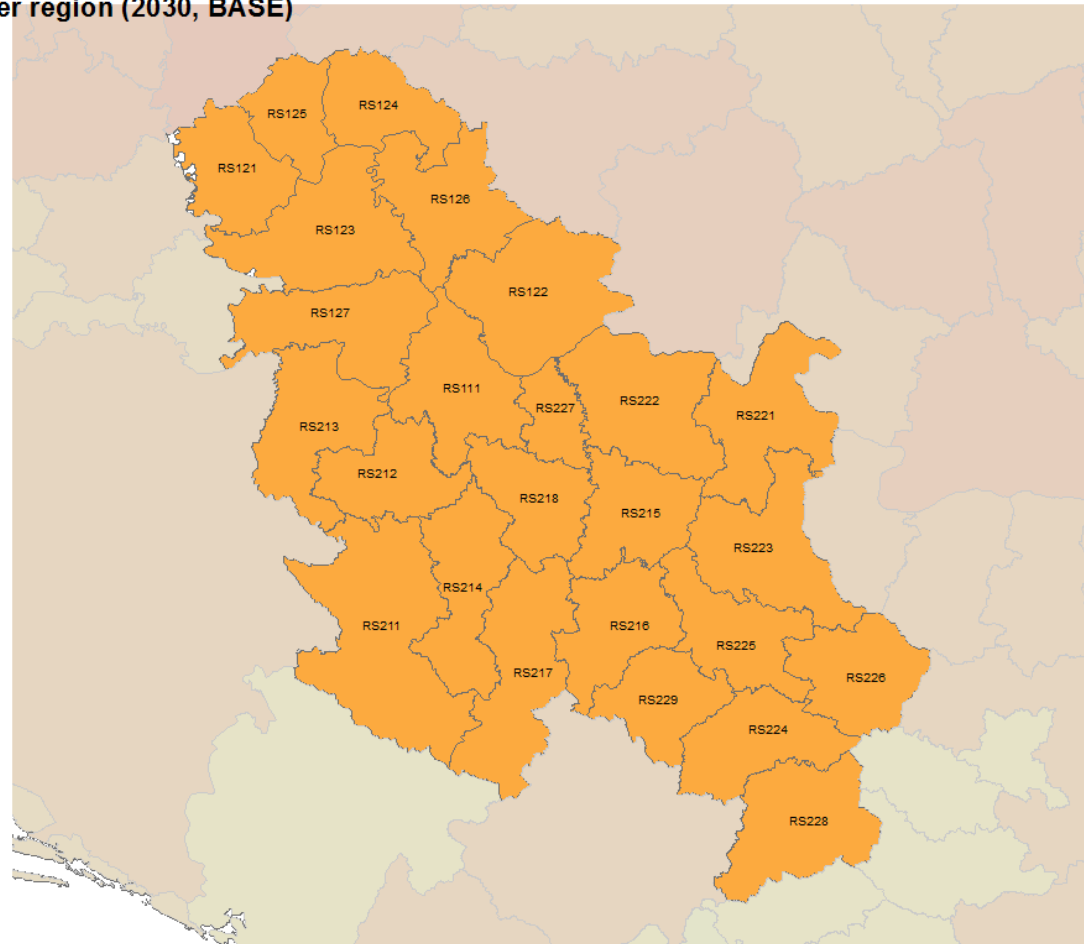 er region (2030, BASE)
RS124
RS125
RS121
RS126
RS123
RS122
RS127
RS111
RS222
RS227
RS221
RS213
RS212
RS218
RS215
RS223
RS214
RS211
RS216
RS225
RS217
RS226
RS229
RS224
RS228